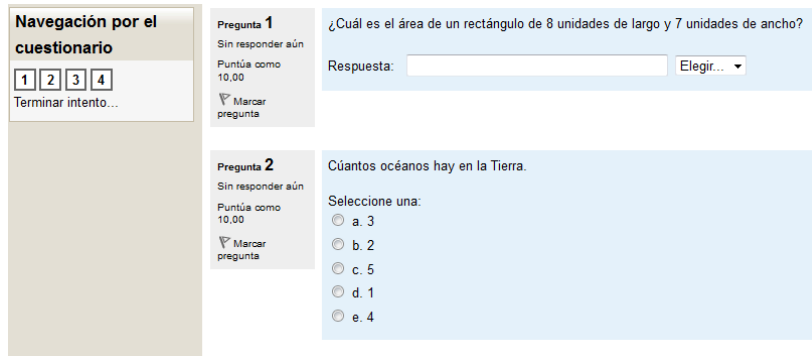 Navegación por el
cuestionario
1 2 3 4
Terminar intento...
Pregunta 1
Sin responder aún
Puntúa como
10,00
Marcar
pregunta
¿Cuál es el área de un rectángulo de 8 unidades de largo y 7 unidades de ancho?
Respuesta: Elegir...
Pregunta 2
Sin responder aún
Puntúa como
10,00
Marcar
pregunta
Cúantos océanos hay en la Tierra.
Seleccione una:
a. 3
b. 2
c. 5
d. 1
e. 4